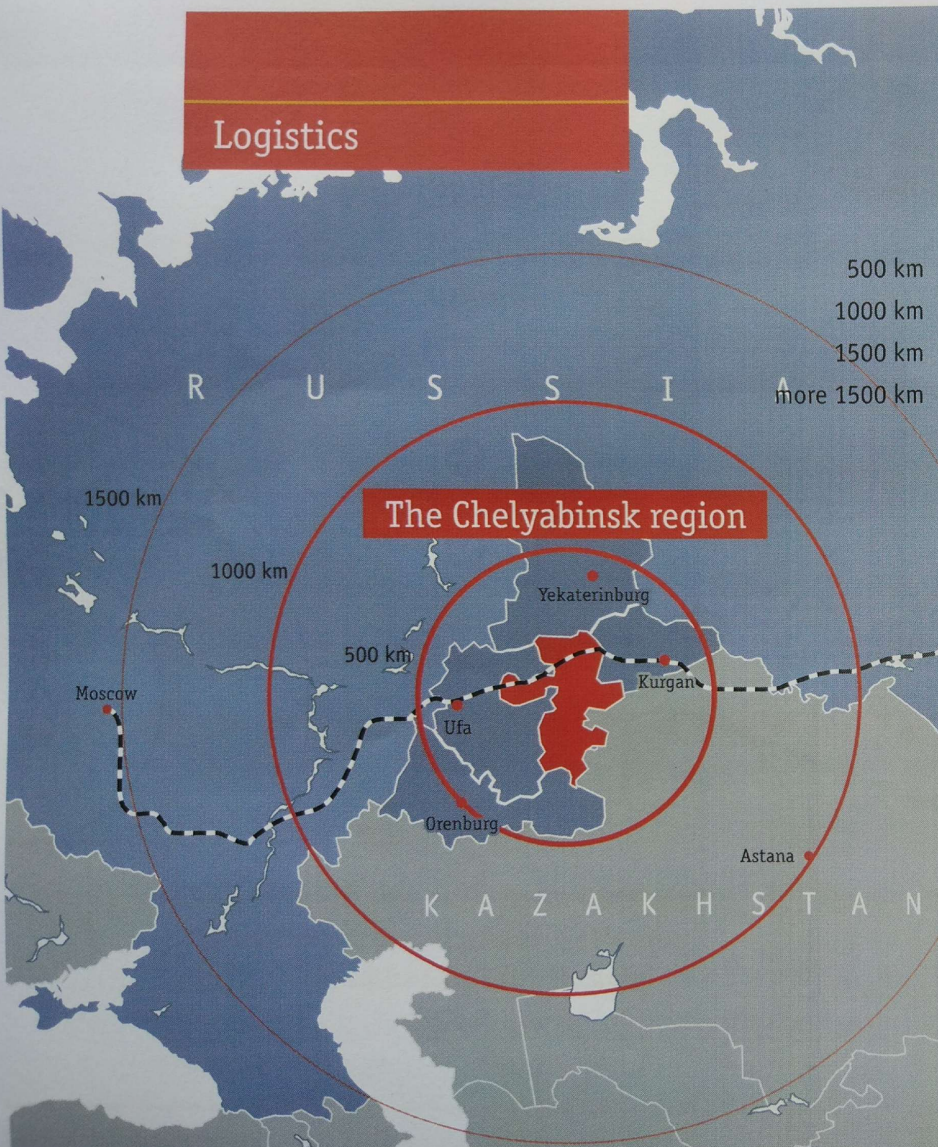 Logistics
500 km
1000 km
1500 km
more 1500 km
R U S S I A
1500 km
The Chelyabinsk region
1000 km
Yekaterinburg
500 km
Kurgan
Moscow
Ufa
Orenburg
Astana
K A Z A K H S T A N